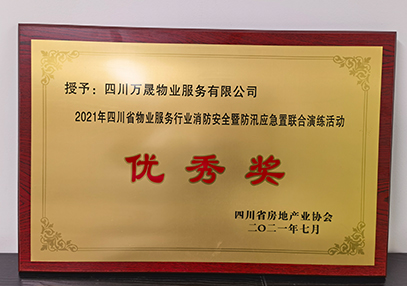 授予：四川万晟物业服务有限公司
2021年四川省物业服务行业消防安全暨防汛应急置联合演练活动
优秀奖
四川省房地产业协会
二〇二一年七月